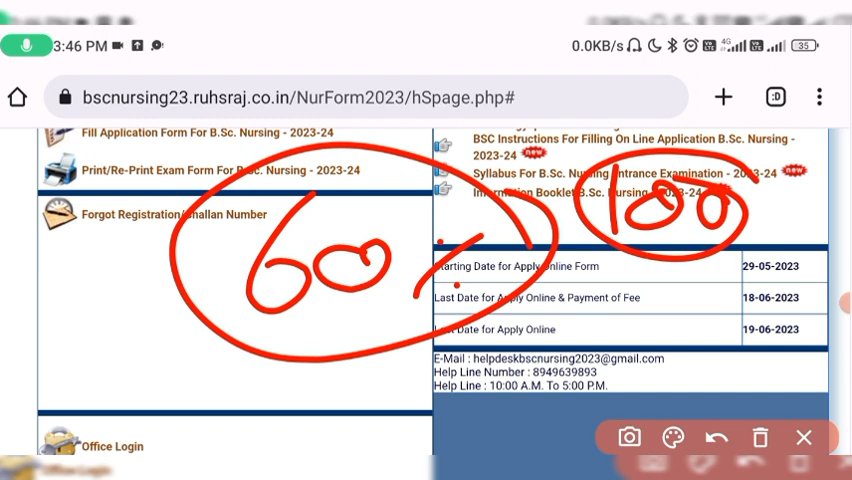 3:46 PM
0.0KB/s
4G
35
bscnursing23.ruhsraj.co.in/NurForm2023/hSpage.php#
:D
Fill Application Form For B.Sc. Nursing - 2023-24
Print/Re-Print Exam Form For B.Sc. Nursing - 2023-24
Forgot Registration/Challan Number
BSC Instructions For Filling On Line Application B.Sc. Nursing -
2023-24 new
Syllabus For B.Sc. Nursing Entrance Examination - 2023-24 new
Information Booklet B.Sc. Nursing - 2023-24
60%
100
Starting Date for Apply Online Form 29-05-2023
Last Date for Apply Online & Payment of Fee 18-06-2023
Last Date for Apply Online 19-06-2023
E-Mail : helpdeskbscnursing2023@gmail.com
Help Line Number : 8949639893
Help Line : 10:00 A.M. To 5:00 P.M.
Office Login